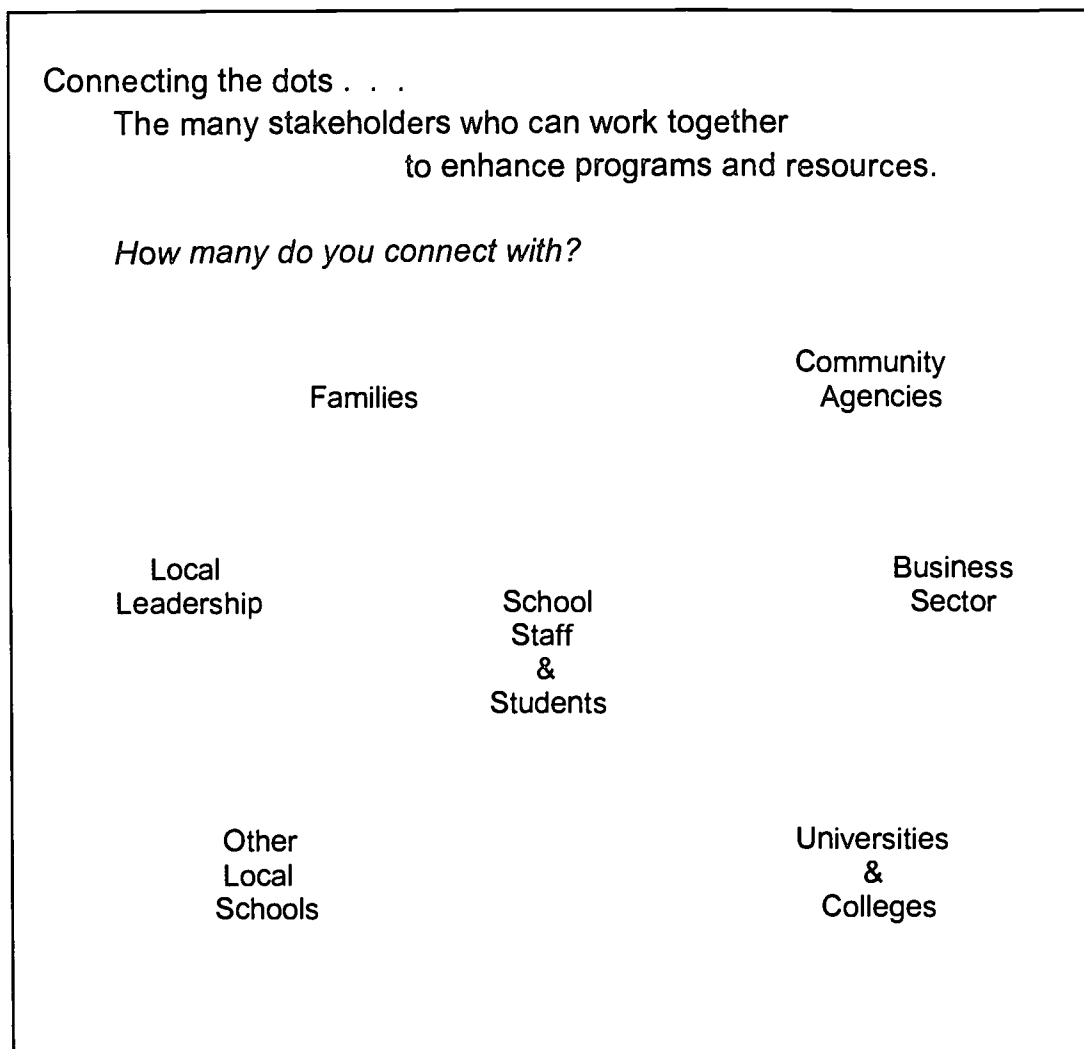 Connecting the dots . . .
The many stakeholders who can work together
to enhance programs and resources.
How many do you connect with?
Families
Community
Agencies
Local
Leadership
School
Staff
&
Students
Business
Sector
Other
Local
Schools
Universities
&
Colleges